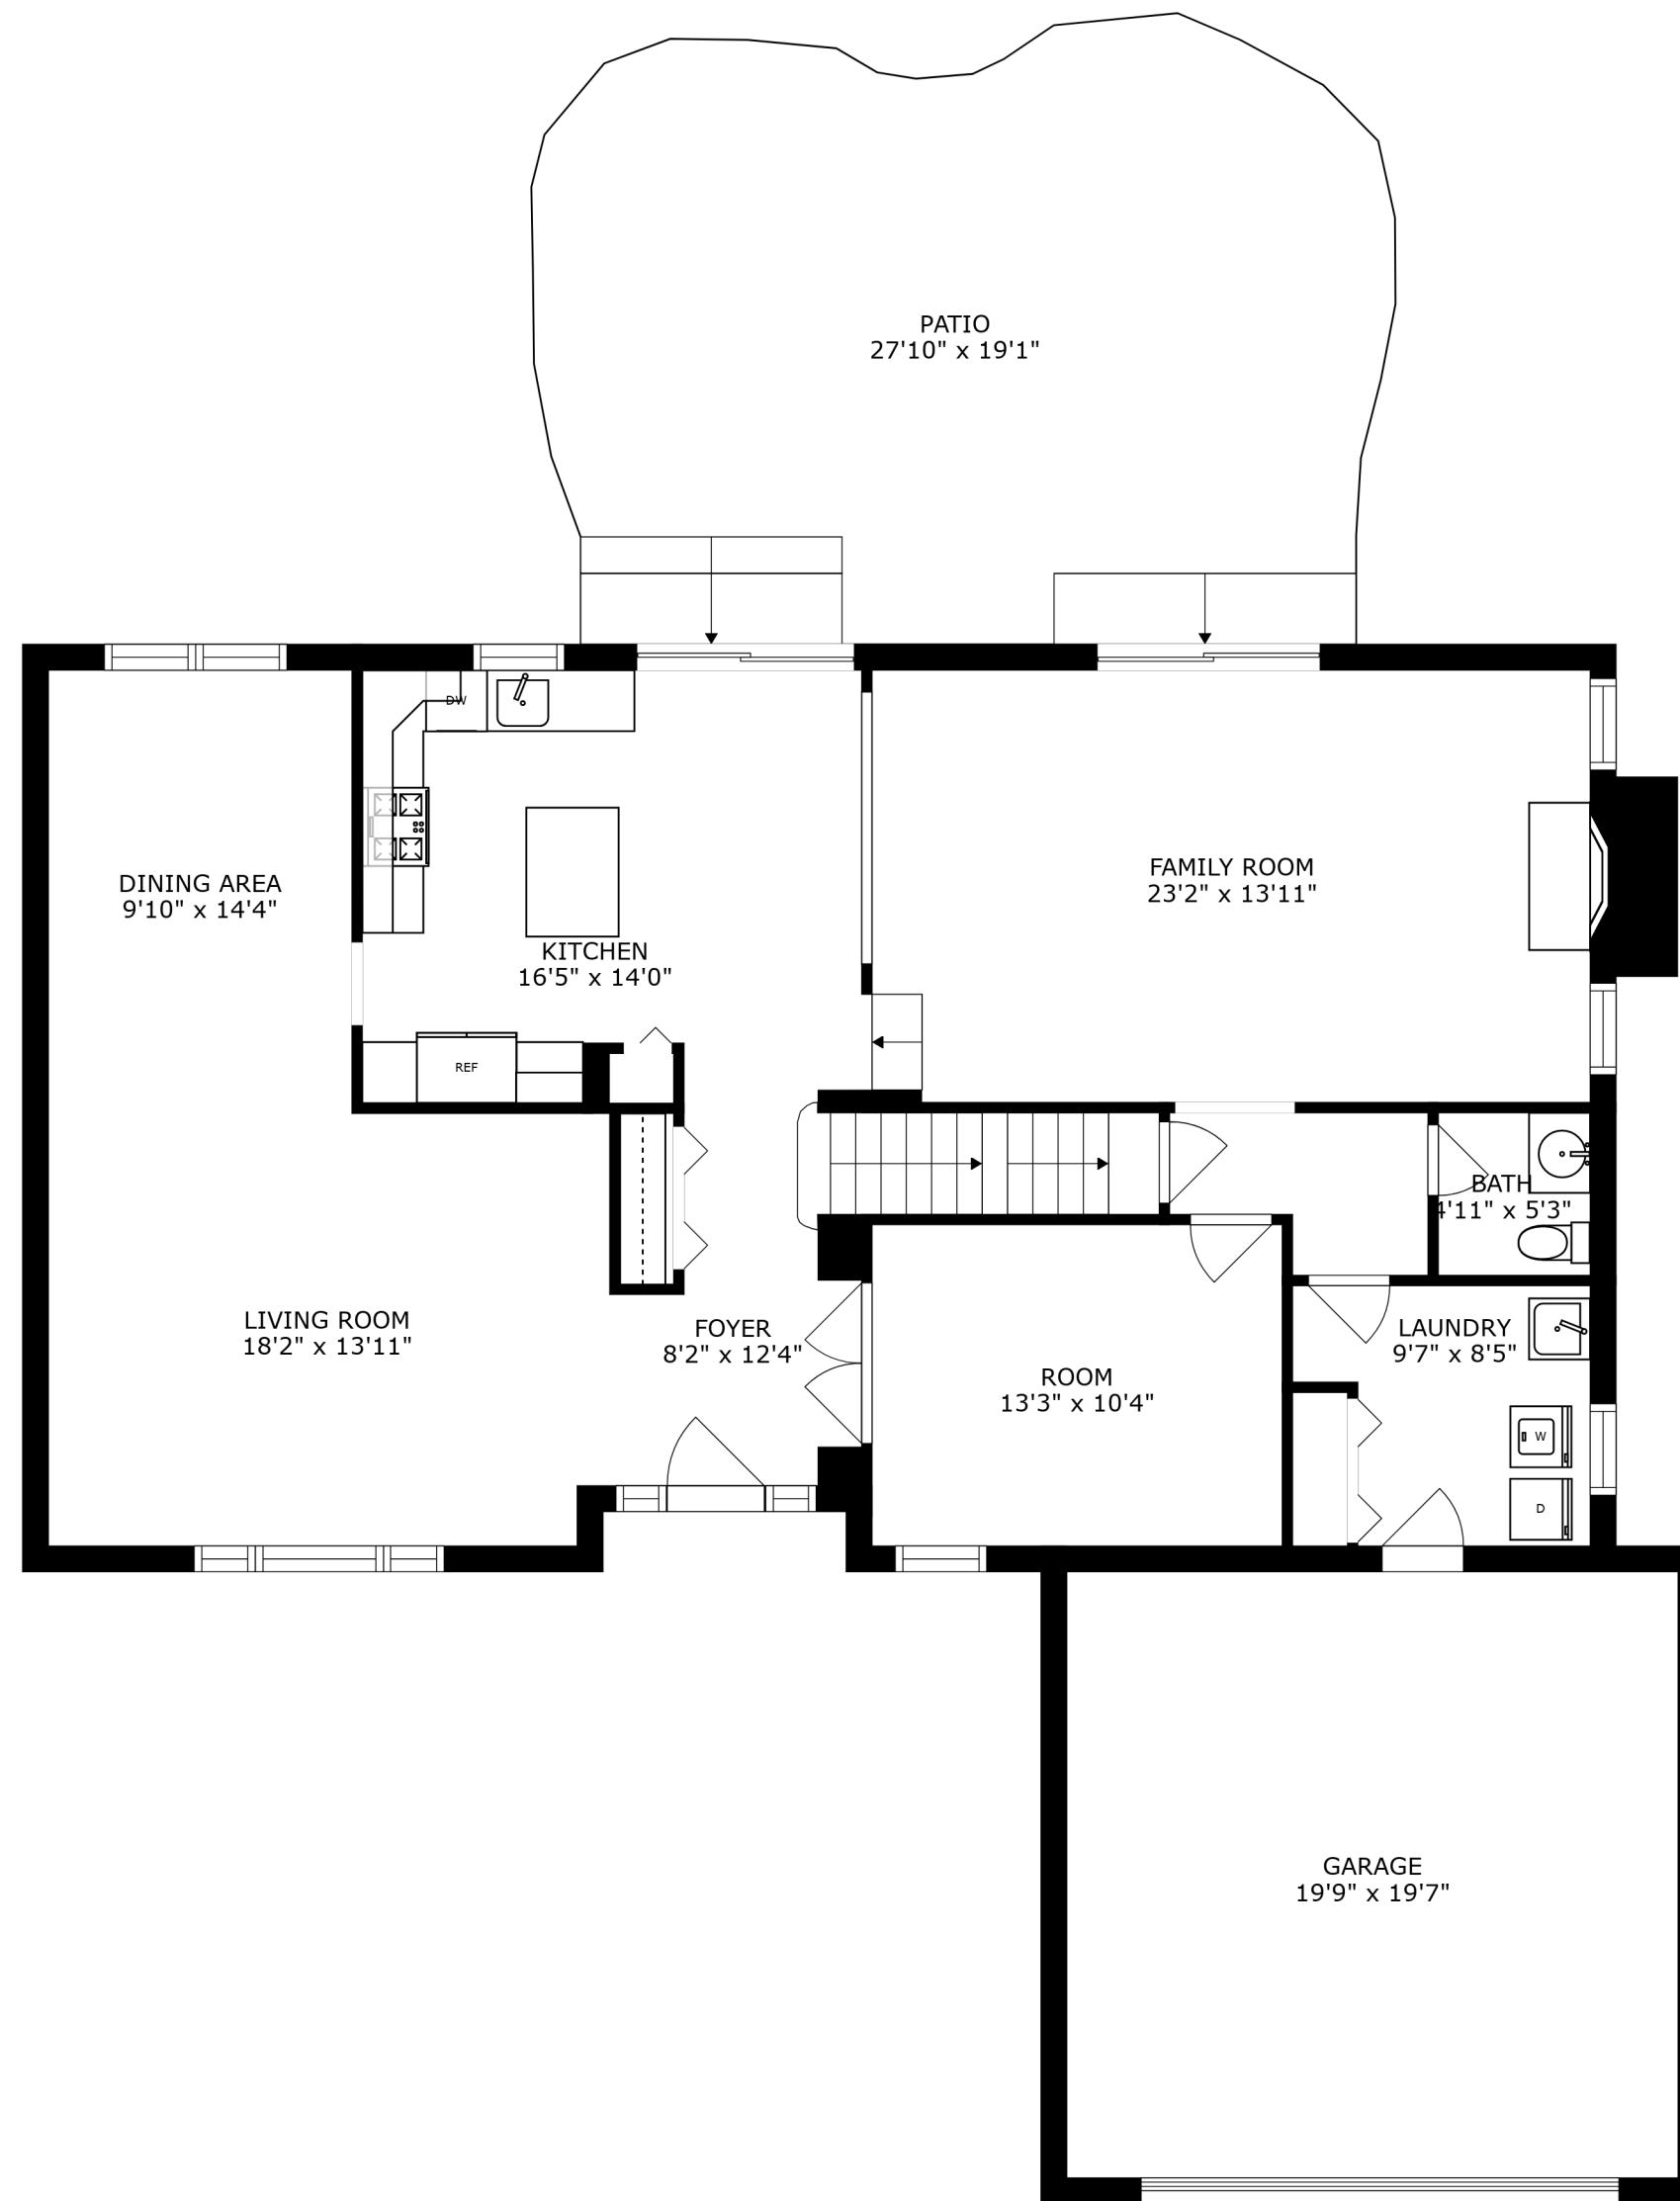 PATIO
27'10" x 19'1"
DW
FAMILY ROOM
23'2" x 13'11"
DINING AREA
9'10" x 14'4"
KITCHEN
16'5" x 14'0"
REF
BATH
4'11" x 5'3"
LIVING ROOM
18'2" x 13'11"
FOYER
8'2" x 12'4"
LAUNDRY
9'7" x 8'5"
ROOM
13'3" x 10'4"
W
D
GARAGE
19'9" x 19'7"